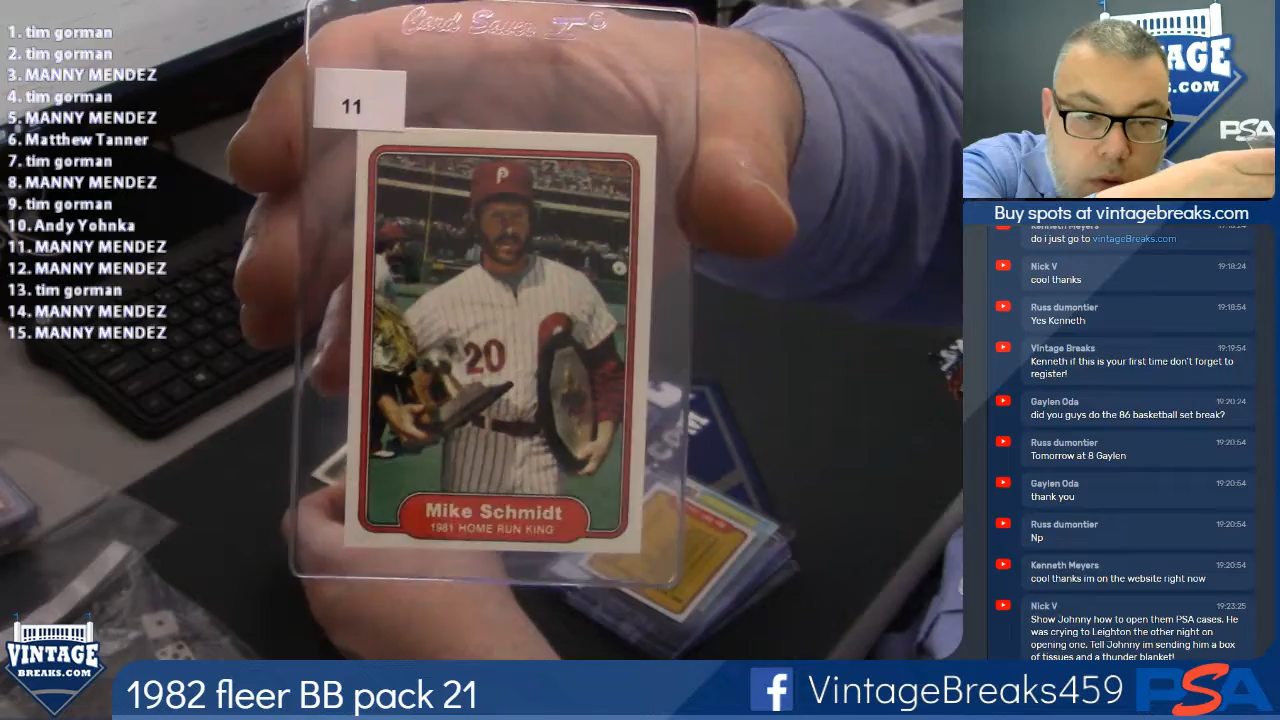 1. tim gorman
2. tim gorman
3. MANNY MENDEZ
4. tim gorman
5. MANNY MENDEZ
6. Matthew Tanner
7. tim gorman
8. MANNY MENDEZ
9. tim gorman
10. Andy Yohnka
11. MANNY MENDEZ
12. MANNY MENDEZ
13. tim gorman
14. MANNY MENDEZ
15. MANNY MENDEZ
Card Saver I
11
P
20
Mike Schmidt
1981 HOME RUN KING
AGE
S.COM
PSA
Buy spots at vintagebreaks.com
Kenneth Meyers 19:18:24
do i just go to vintageBreaks.com
Nick V 19:18:24
cool thanks
Russ dumontier 19:18:54
Yes Kenneth
Vintage Breaks 19:19:54
Kenneth if this is your first time don't forget to
register!
Gaylen Oda 19:20:24
did you guys do the 86 basketball set break?
Russ dumontier 19:20:54
Tomorrow at 8 Gaylen
Gaylen Oda 19:20:54
thank you
Russ dumontier 19:20:54
Np
Kenneth Meyers 19:20:54
cool thanks im on the website right now
Nick V 19:23:25
Show Johnny how to open them PSA cases. He
was crying to Leighton the other night on
opening one. Tell Johnny im sending him a box
of tissues and a thunder blanket!
VINTAGE
BREAKS.COM
1982 fleer BB pack 21
f VintageBreaks459
PSA